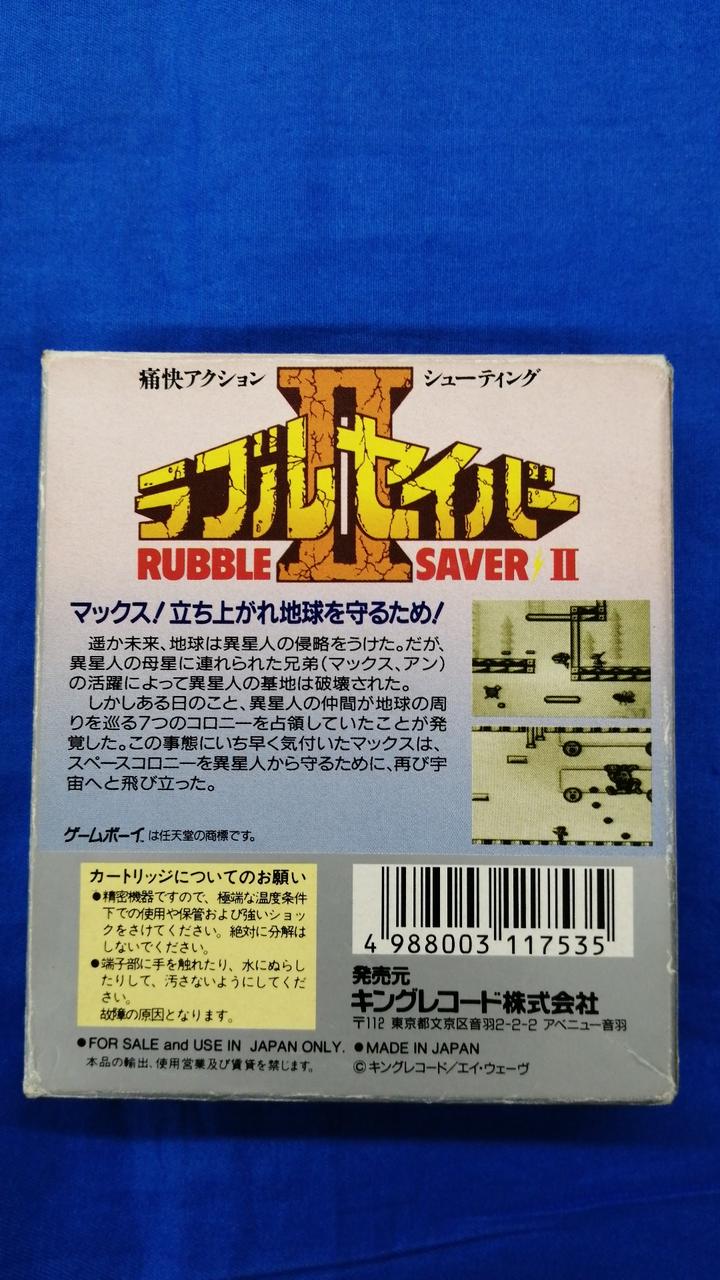 痛快アクション シューティング
ラブルセイバー II
RUBBLE SAVER II
マックス!立ち上がれ地球を守るため!
遥か未来、地球は異星人の侵略をうけた。だが、
異星人の母星に連れられた兄弟(マックス、アン)
の活躍によって異星人の基地は破壊された。
しかしある日のこと、異星人の仲間が地球の周
りを巡る7つのコロニーを占領していたことが発
覚した。この事態にいち早く気付いたマックスは、
スペースコロニーを異星人から守るために、再び宇
宙へと飛び立った。
ゲームボーイは任天堂の商標です。
カートリッジについてのお願い
●精密機器ですので、極端な温度条件
下での使用や保管および強いショッ
クをさけてください。絶対に分解は
しないでください。
●端子部に手を触れたり、水にぬらし
たりして、汚さないようにしてくだ
さい。
故障の原因となります。
4 988003 117535
発売元
キングレコード株式会社
〒112 東京都文京区音羽2-2-2 アベニュー音羽
●FOR SALE and USE IN JAPAN ONLY. ●MADE IN JAPAN
本品の輸出、使用営業及び賃貸を禁じます。 ©キングレコード/エイ・ウェーヴ